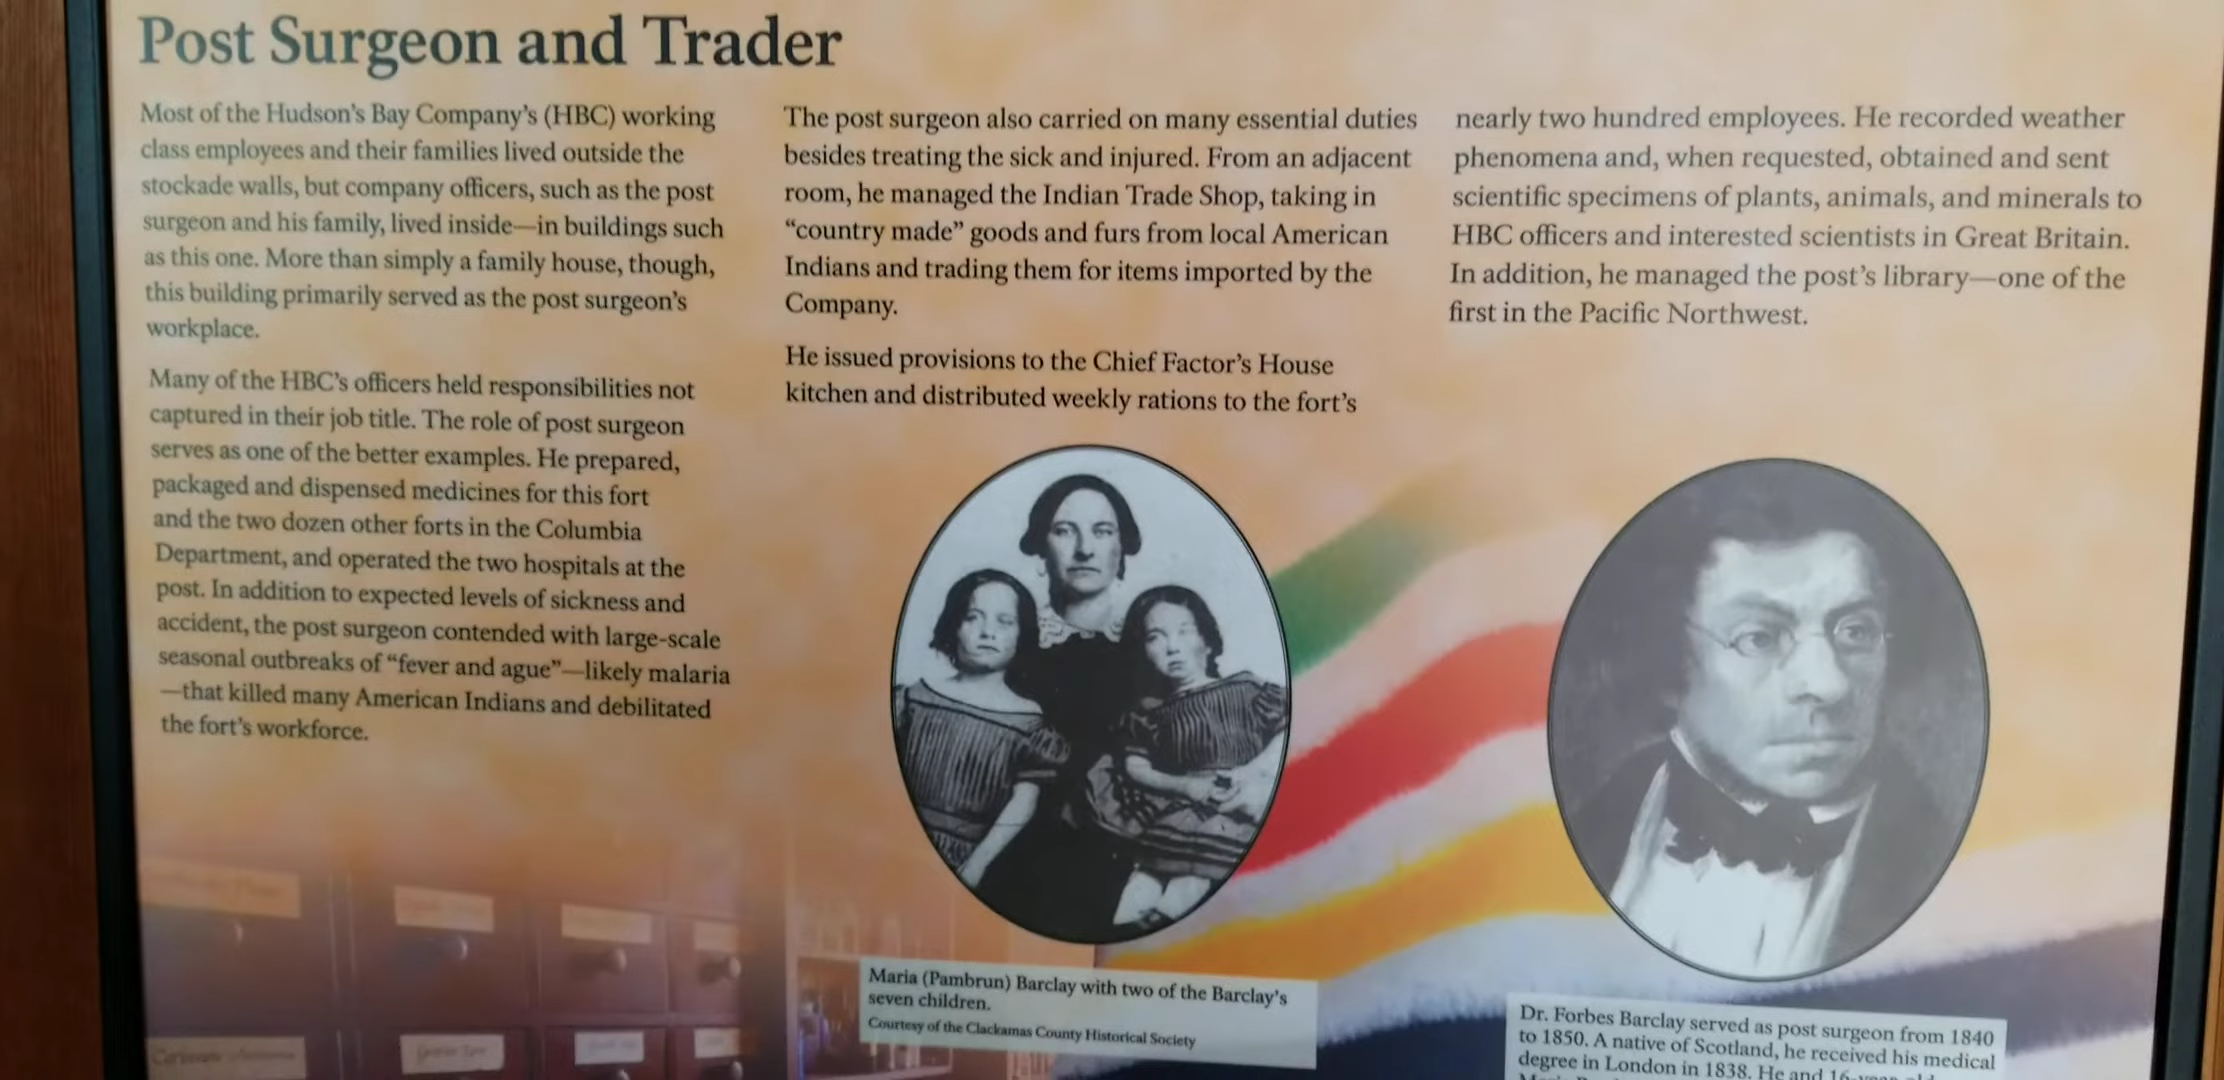 Post Surgeon and Trader
Most of the Hudson's Bay Company's (HBC) working
class employees and their families lived outside the
stockade walls, but company officers, such as the post
surgeon and his family, lived inside—in buildings such
as this one. More than simply a family house, though,
this building primarily served as the post surgeon's
workplace.
Many of the HBC's officers held responsibilities not
captured in their job title. The role of post surgeon
serves as one of the better examples. He prepared,
packaged and dispensed medicines for this fort
and the two dozen other forts in the Columbia
Department, and operated the two hospitals at the
post. In addition to expected levels of sickness and
accident, the post surgeon contended with large-scale
seasonal outbreaks of “fever and ague”—likely malaria
—that killed many American Indians and debilitated
the fort's workforce.
The post surgeon also carried on many essential duties
besides treating the sick and injured. From an adjacent
room, he managed the Indian Trade Shop, taking in
“country made” goods and furs from local American
Indians and trading them for items imported by the
Company.
He issued provisions to the Chief Factor's House
kitchen and distributed weekly rations to the fort's
nearly two hundred employees. He recorded weather
phenomena and, when requested, obtained and sent
scientific specimens of plants, animals, and minerals to
HBC officers and interested scientists in Great Britain.
In addition, he managed the post's library—one of the
first in the Pacific Northwest.
Maria (Pambrun) Barclay with two of the Barclay's
seven children.
Courtesy of the Clackamas County Historical Society
Dr. Forbes Barclay served as post surgeon from 1840
to 1850. A native of Scotland, he received his medical
degree in London in 1838. He and